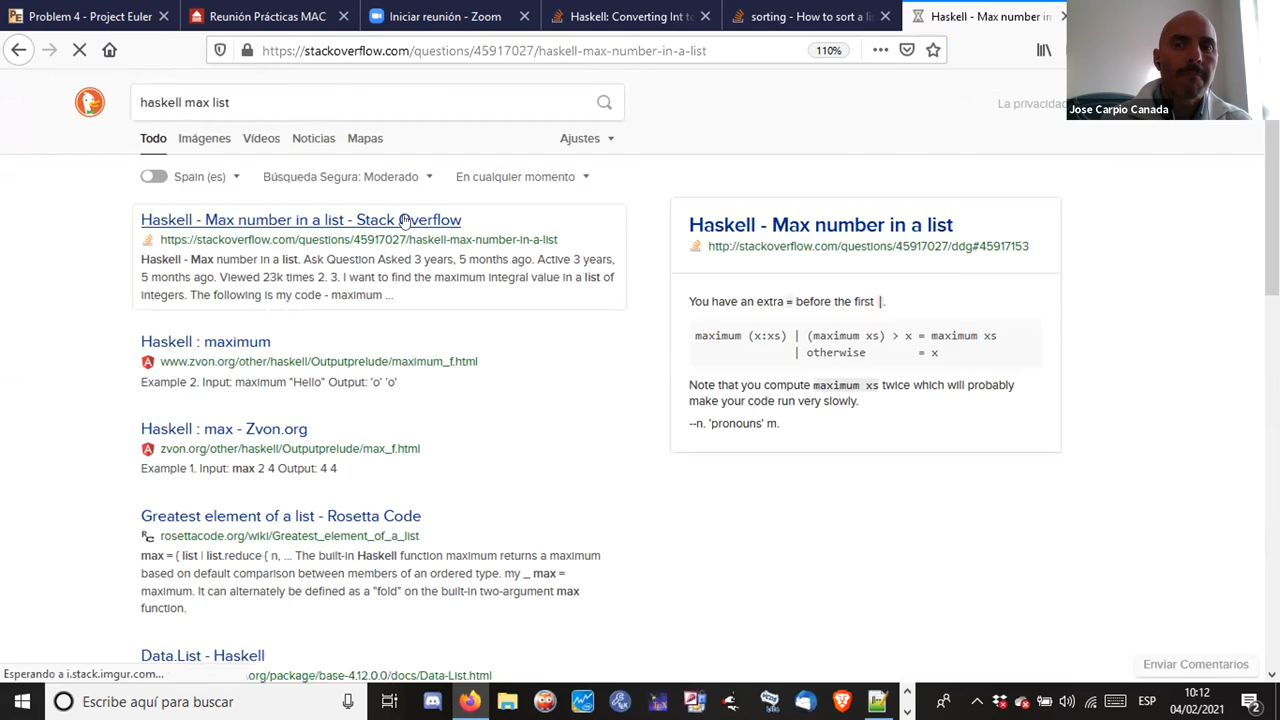 Problem 4 - Project Euler
Reunión Prácticas MAC
Iniciar reunión - Zoom
Haskell: Converting Int to
sorting - How to sort a li
Haskell - Max number in
https://stackoverflow.com/questions/45917027/haskell-max-number-in-a-list
110%
Jose Carpio Canada
haskell max list
La privacidad
Todo
Imágenes
Vídeos
Noticias
Mapas
Ajustes
Spain (es)
Búsqueda Segura: Moderado
En cualquier momento
Haskell - Max number in a list - Stack Overflow
https://stackoverflow.com/questions/45917027/haskell-max-number-in-a-list
Haskell - Max number in a list. Ask Question Asked 3 years, 5 months ago. Active 3 years,
5 months ago. Viewed 23k times 2. 3. I want to find the maximum integral value in a list of
integers. The following is my code - maximum ...
Haskell : maximum
www.zvon.org/other/haskell/Outputprelude/maximum_f.html
Example 2. Input: maximum "Hello" Output: 'o' 'o'
Haskell : max - Zvon.org
zvon.org/other/haskell/Outputprelude/max_f.html
Example 1. Input: max 2 4 Output: 4 4
Greatest element of a list - Rosetta Code
rosettacode.org/wiki/Greatest_element_of_a_list
max = { list | list.reduce { n, ... The built-in Haskell function maximum returns a maximum
based on default comparison between members of an ordered type. my _ max =
maximum. It can alternately be defined as a "fold" on the built-in two-argument max
function.
Data.List - Haskell
org/package/base-4.12.0.0/docs/Data-List.html
Haskell - Max number in a list
http://stackoverflow.com/questions/45917027/ddg#45917153
You have an extra = before the first |.
maximum (x:xs) | (maximum xs) > x = maximum xs
| otherwise = x
Note that you compute maximum xs twice which will probably
make your code run very slowly.
--n. 'pronouns' m.
Enviar Comentarios
Esperando a i.stack.imgur.com...
Escribe aquí para buscar
ESP
10:12
04/02/2021
2